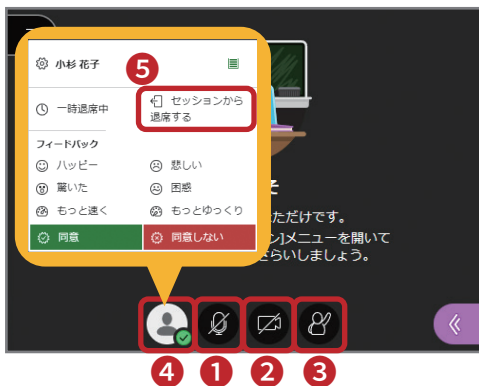 小杉 花子
5
一時退席中
セッションから
退席する
フィードバック
ハッピー
悲しい
驚いた
困惑
もっと速く
もっとゆっくり
同意
同意しない
そ
ただけです。
ン]メニューを開いて
さらいしましょう。
4
1
2
3